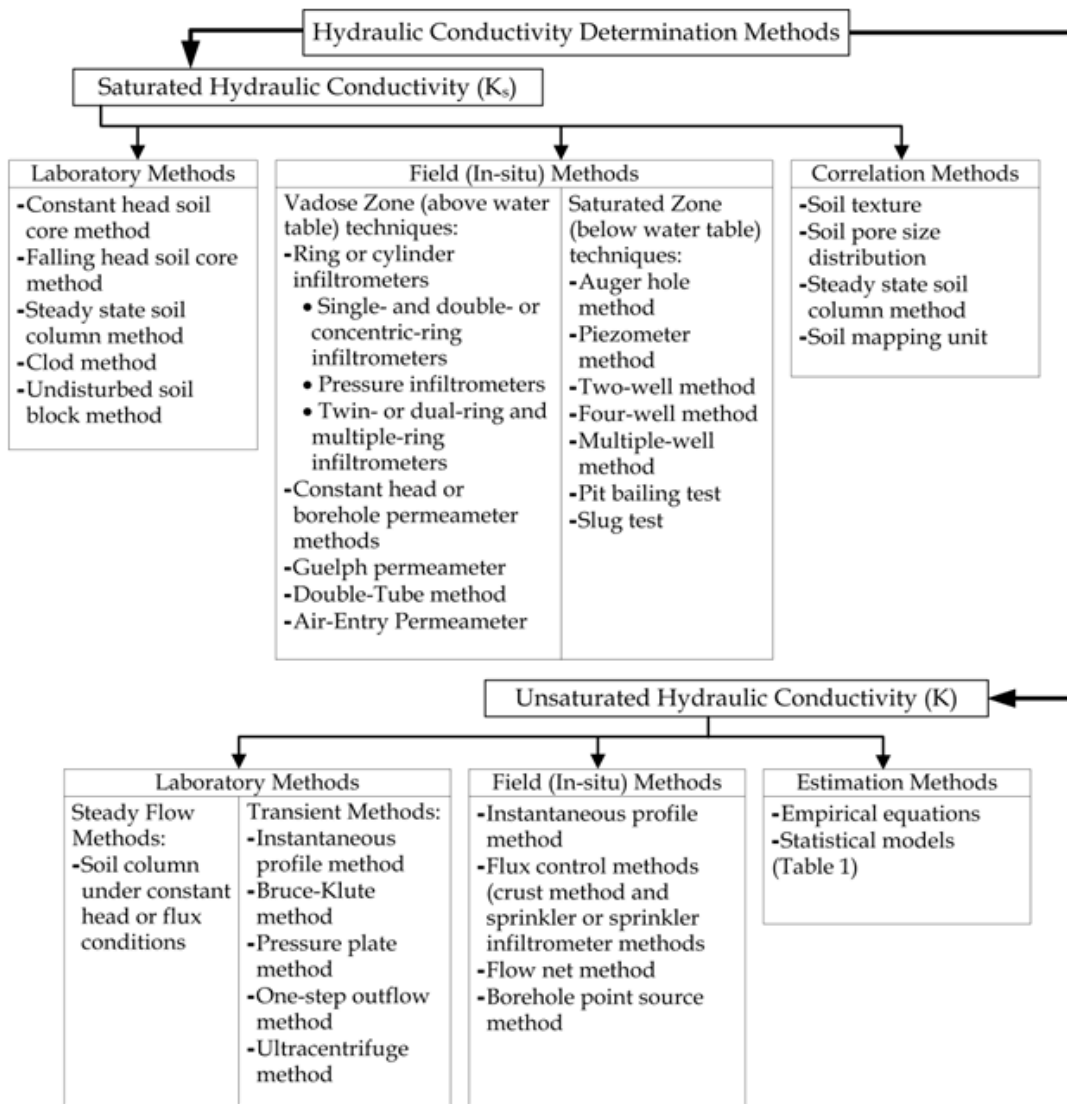 Hydraulic Conductivity Determination Methods
Saturated Hydraulic Conductivity (Kₛ)
Laboratory Methods
-Constant head soil
core method
-Falling head soil core
method
-Steady state soil
column method
-Clod method
-Undisturbed soil
block method
Field (In-situ) Methods
Vadose Zone (above water
table) techniques:
-Ring or cylinder
infiltrometers
• Single- and double- or
concentric-ring
infiltrometers
• Pressure infiltrometers
• Twin- or dual-ring and
multiple-ring
infiltrometers
-Constant head or
borehole permeameter
methods
-Guelph permeameter
-Double-Tube method
-Air-Entry Permeameter
Saturated Zone
(below water table)
techniques:
-Auger hole
method
-Piezometer
method
-Two-well method
-Four-well method
-Multiple-well
method
-Pit bailing test
-Slug test
Correlation Methods
-Soil texture
-Soil pore size
distribution
-Steady state soil
column method
-Soil mapping unit
Unsaturated Hydraulic Conductivity (K)
Laboratory Methods
Steady Flow
Methods:
-Soil column
under constant
head or flux
conditions
Transient Methods:
-Instantaneous
profile method
-Bruce-Klute
method
-Pressure plate
method
-One-step outflow
method
-Ultracentrifuge
method
Field (In-situ) Methods
-Instantaneous profile
method
-Flux control methods
(crust method and
sprinkler or sprinkler
infiltrometer methods
-Flow net method
-Borehole point source
method
Estimation Methods
-Empirical equations
-Statistical models
(Table 1)